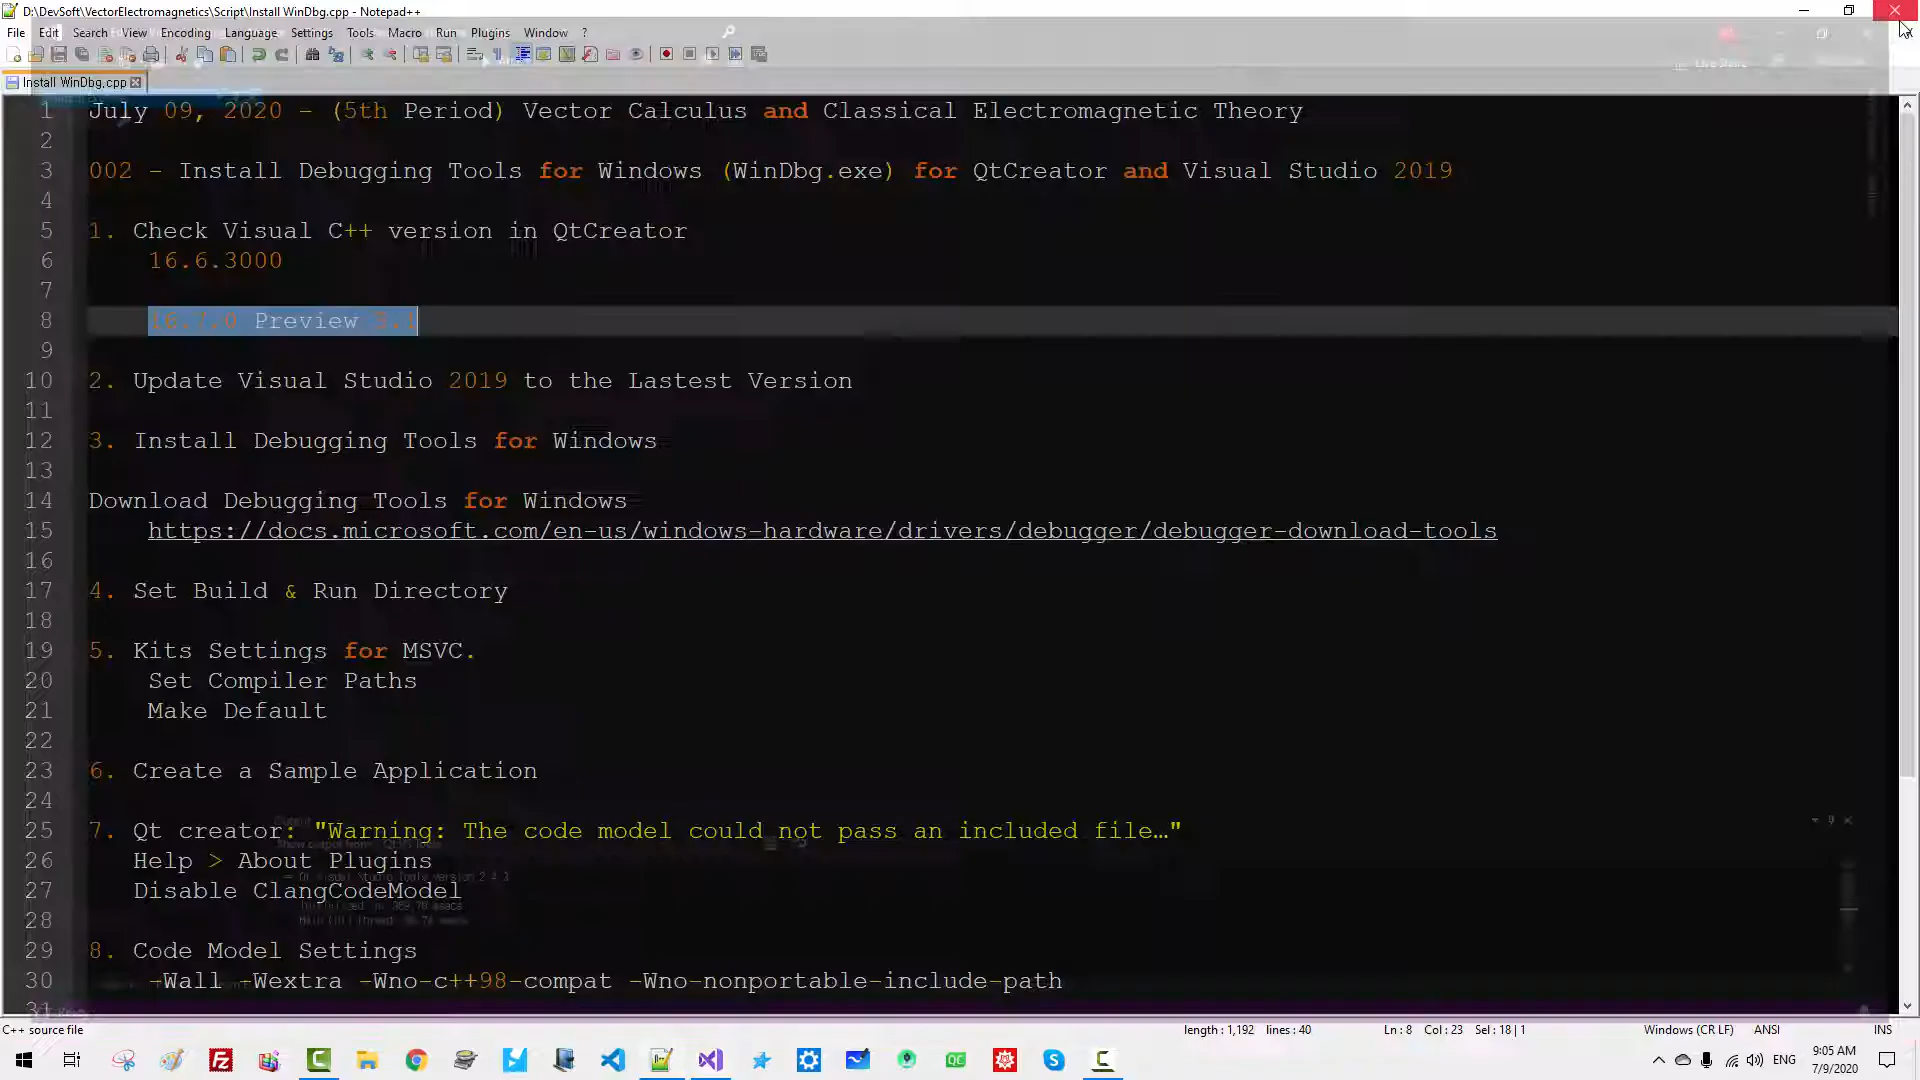 D:\DevSoft\VectorElectromagnetics\Script\Install WinDbg.cpp - Notepad++
File Edit Search View Encoding Language Settings Tools Macro Run Plugins Window ?
Install WinDbg.cpp
1 July 09, 2020 - (5th Period) Vector Calculus and Classical Electromagnetic Theory
2
3 002 - Install Debugging Tools for Windows (WinDbg.exe) for QtCreator and Visual Studio 2019
4
5 1. Check Visual C++ version in QtCreator
6 16.6.3000
7
8 16.7.0 Preview 3.1
9
10 2. Update Visual Studio 2019 to the Lastest Version
11
12 3. Install Debugging Tools for Windows
13
14 Download Debugging Tools for Windows
15 https://docs.microsoft.com/en-us/windows-hardware/drivers/debugger/debugger-download-tools
16
17 4. Set Build & Run Directory
18
19 5. Kits Settings for MSVC.
20 Set Compiler Paths
21 Make Default
22
23 6. Create a Sample Application
24
25 7. Qt creator: "Warning: The code model could not pass an included file…"
26 Help > About Plugins
27 Disable ClangCodeModel
28
29 8. Code Model Settings
30 -Wall -Wextra -Wno-c++98-compat -Wno-nonportable-include-path
31
C++ source file length : 1,192 lines : 40 Ln : 8 Col : 23 Sel : 18 | 1 Windows (CR LF) ANSI INS
ENG 9:05 AM
7/9/2020